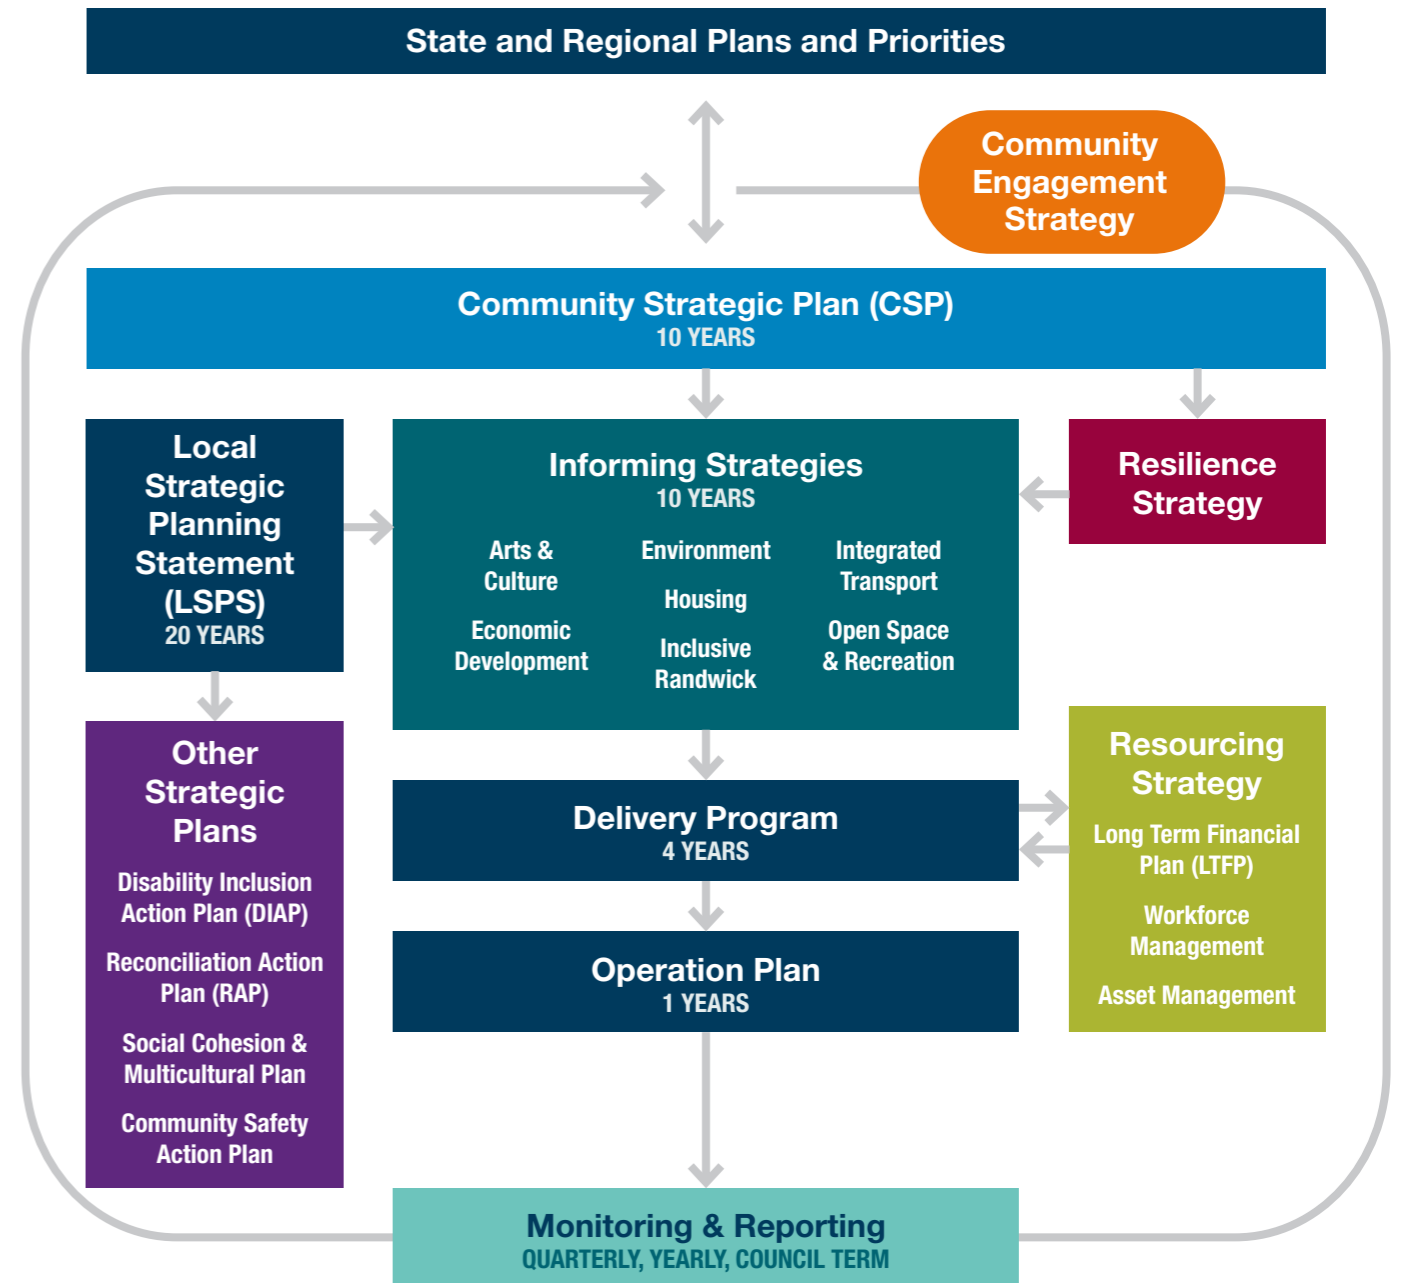 State and Regional Plans and Priorities
Community
Engagement
Strategy
Community Strategic Plan (CSP)
10 YEARS
Local
Strategic
Planning
Statement
(LSPS)
20 YEARS
Informing Strategies
10 YEARS
Arts &
Culture
Economic
Development
Environment
Housing
Inclusive
Randwick
Integrated
Transport
Open Space
& Recreation
Resilience
Strategy
Other
Strategic
Plans
Disability Inclusion
Action Plan (DIAP)
Reconciliation Action
Plan (RAP)
Social Cohesion &
Multicultural Plan
Community Safety
Action Plan
Delivery Program
4 YEARS
Resourcing
Strategy
Long Term Financial
Plan (LTFP)
Workforce
Management
Asset Management
Operation Plan
1 YEARS
Monitoring & Reporting
QUARTERLY, YEARLY, COUNCIL TERM